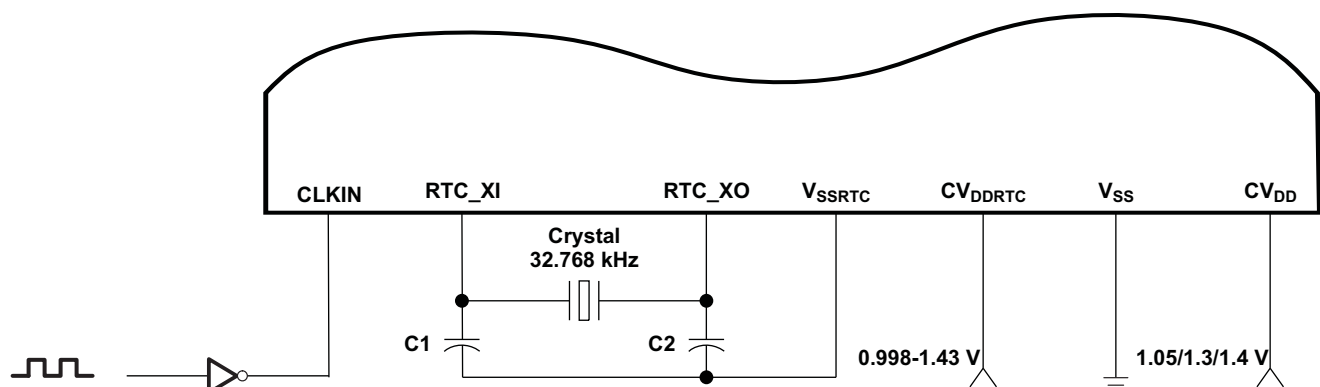 CLKIN
RTC_XI
RTC_XO
VSSRTC
CVDDRTC
VSS
CVDD
Crystal
32.768 kHz
C1
C2
0.998-1.43 V
1.05/1.3/1.4 V